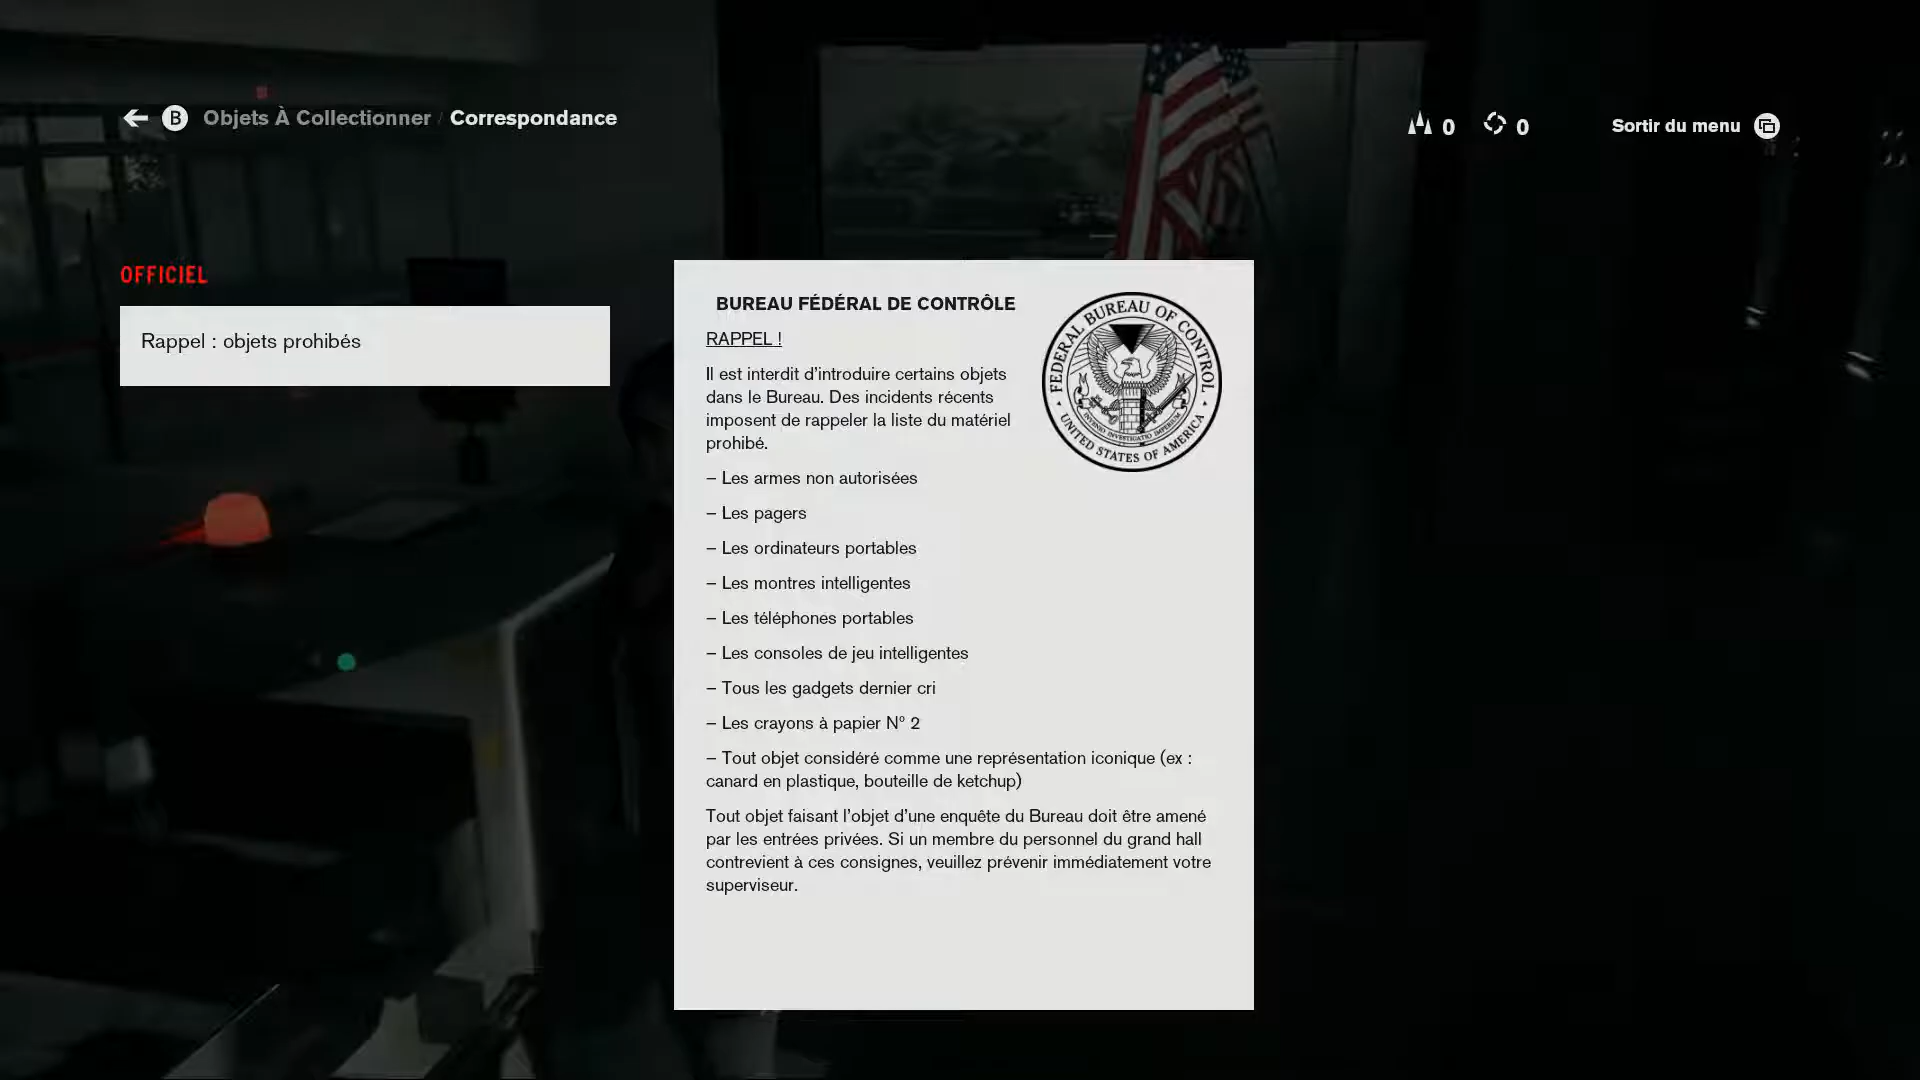 B Objets À Collectionner / Correspondance
0 0 Sortir du menu
OFFICIEL
Rappel : objets prohibés
BUREAU FÉDÉRAL DE CONTRÔLE
RAPPEL !
Il est interdit d’introduire certains objets
dans le Bureau. Des incidents récents
imposent de rappeler la liste du matériel
prohibé.
FEDERAL BUREAU OF CONTROL
INVENIO INVESTIGATIO IMPERIUM
UNITED STATES OF AMERICA
– Les armes non autorisées
– Les pagers
– Les ordinateurs portables
– Les montres intelligentes
– Les téléphones portables
– Les consoles de jeu intelligentes
– Tous les gadgets dernier cri
– Les crayons à papier N° 2
– Tout objet considéré comme une représentation iconique (ex :
canard en plastique, bouteille de ketchup)
Tout objet faisant l’objet d’une enquête du Bureau doit être amené
par les entrées privées. Si un membre du personnel du grand hall
contrevient à ces consignes, veuillez prévenir immédiatement votre
superviseur.